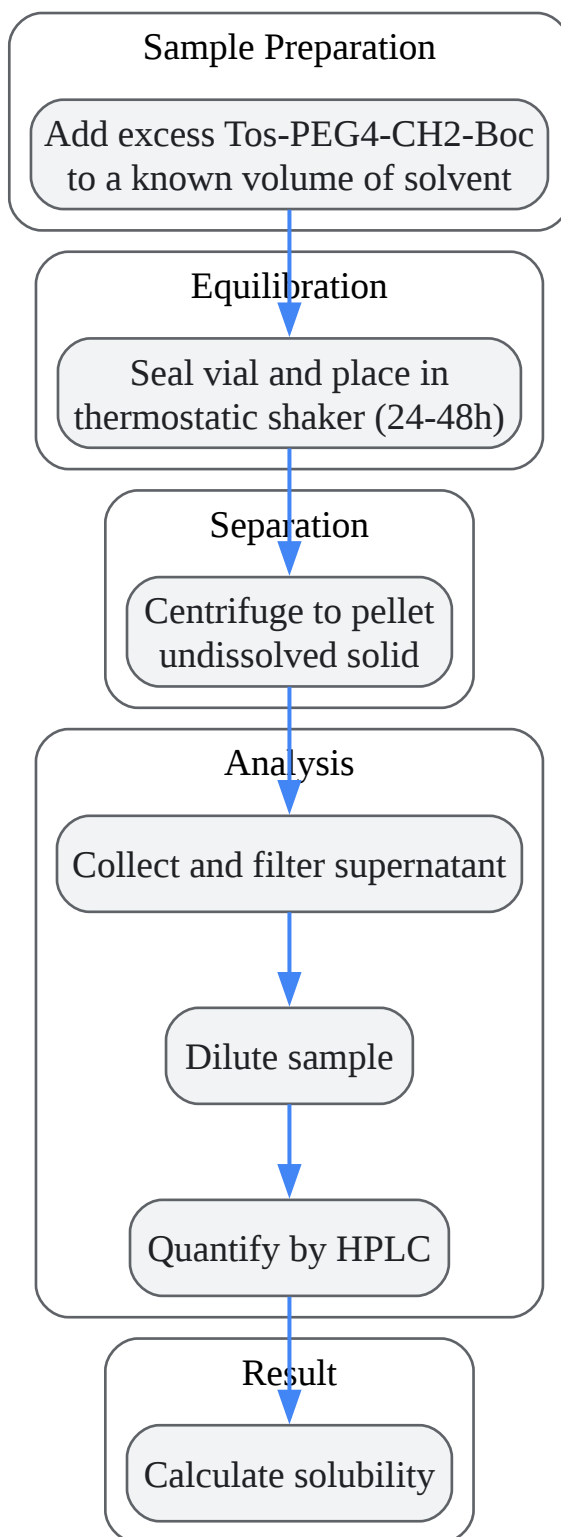 Sample Preparation
Add excess Tos-PEG4-CH2-Boc
to a known volume of solvent
Equilibration
Seal vial and place in
thermostatic shaker (24-48h)
Separation
Centrifuge to pellet
undissolved solid
Analysis
Collect and filter supernatant
Dilute sample
Quantify by HPLC
Result
Calculate solubility